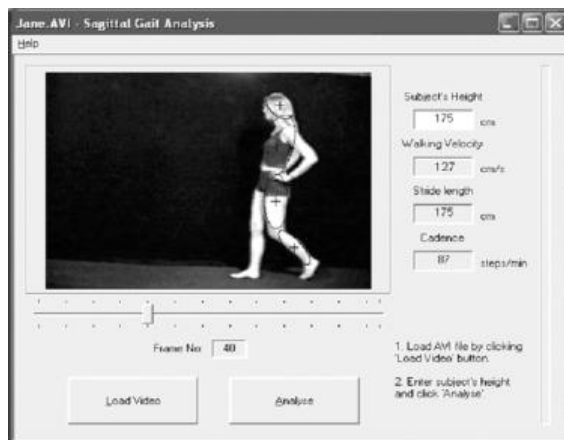 Jane.AVI - Sagittal Gait Analysis
Help
Subject's Height
175 cm
Walking Velocity
127 cm/s
Stride length
175 cm
Cadence
87 steps/min
Frame No 40
1. Load AVI file by clicking
'Load Video' button.
2. Enter subject's height
and click 'Analyse'.
Load Video
Analyse